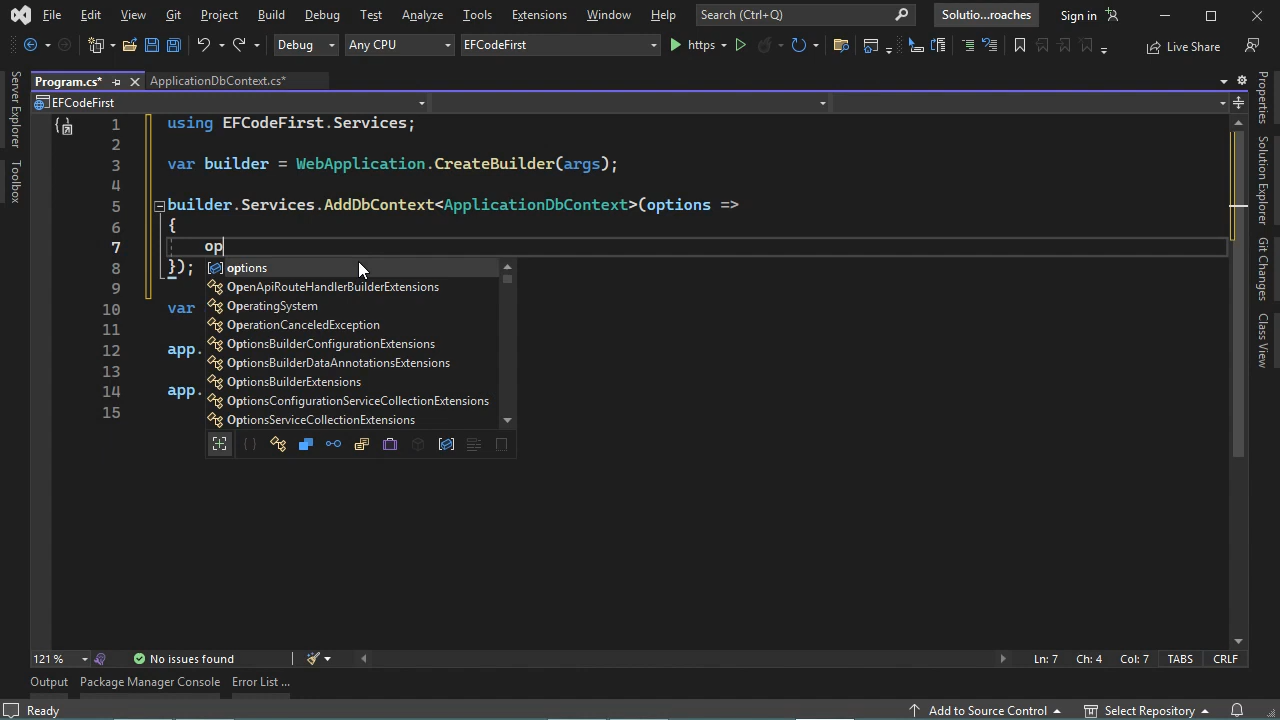 File Edit View Git Project Build Debug Test Analyze Tools Extensions Window Help Search (Ctrl+Q) Solutio...roaches Sign in
Debug Any CPU EFCodeFirst https Live Share
Program.cs* ApplicationDbContext.cs*
EFCodeFirst
1 using EFCodeFirst.Services;
2
3 var builder = WebApplication.CreateBuilder(args);
4
5 builder.Services.AddDbContext<ApplicationDbContext>(options =>
6 {
7 op
8 });
9
10 var
11
12 app.
13
14 app.
15
options
OpenApiRouteHandlerBuilderExtensions
OperatingSystem
OperationCanceledException
OptionsBuilderConfigurationExtensions
OptionsBuilderDataAnnotationsExtensions
OptionsBuilderExtensions
OptionsConfigurationServiceCollectionExtensions
OptionsServiceCollectionExtensions
Server Explorer
Toolbox
Properties
Solution Explorer
Git Changes
Class View
121 % No issues found Ln: 7 Ch: 4 Col: 7 TABS CRLF
Output Package Manager Console Error List ...
Ready Add to Source Control Select Repository